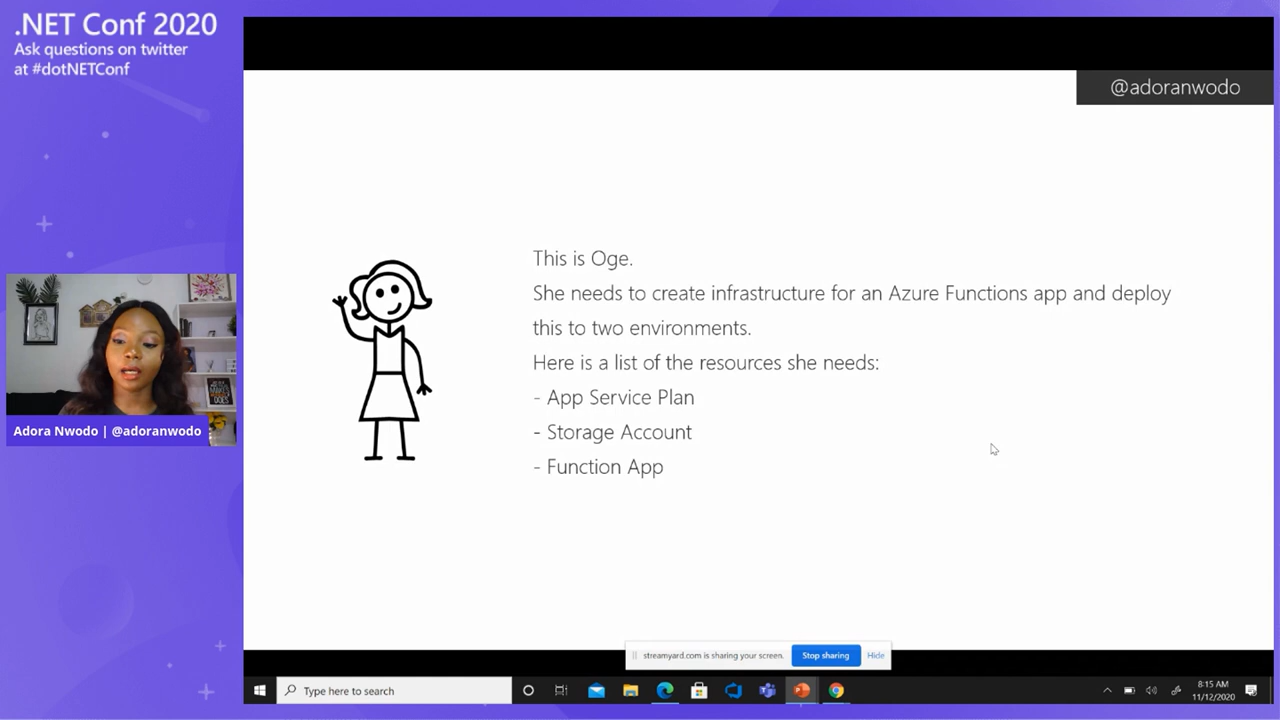 .NET Conf 2020
Ask questions on twitter
at #dotNETConf
@adoranwodo
This is Oge.
She needs to create infrastructure for an Azure Functions app and deploy
this to two environments.
Here is a list of the resources she needs:
- App Service Plan
- Storage Account
- Function App
Adora Nwodo | @adoranwodo
streamyard.com is sharing your screen.
Stop sharing
Hide
Type here to search
8:15 AM
11/12/2020